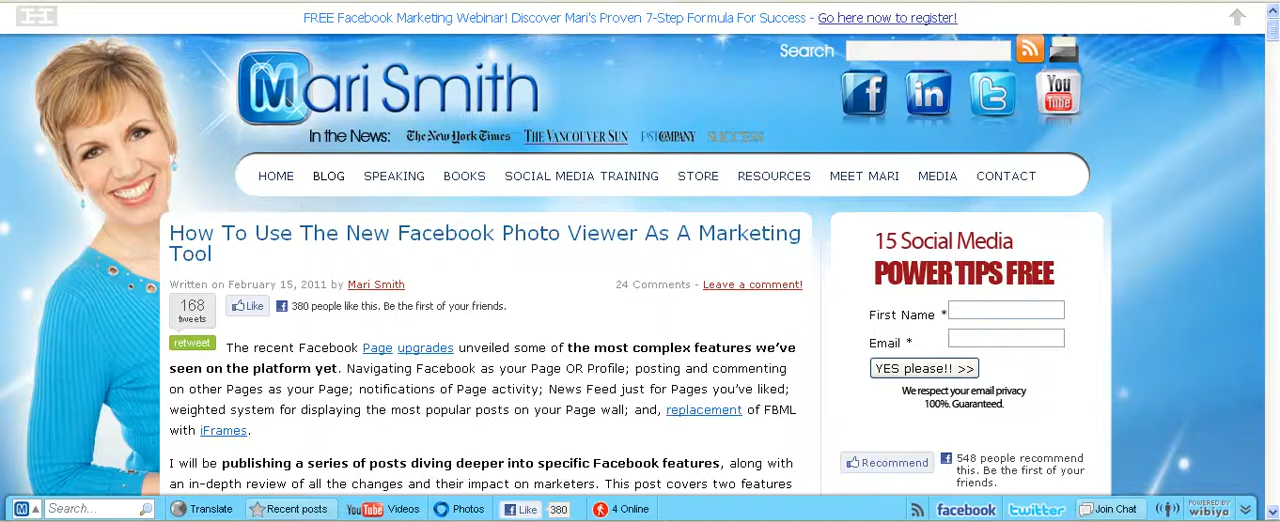 FREE Facebook Marketing Webinar! Discover Mari's Proven 7-Step Formula For Success - Go here now to register!
Search
Mari Smith
You Tube
In the News: The New York Times THE VANCOUVER SUN FAST COMPANY SUCCESS
HOME BLOG SPEAKING BOOKS SOCIAL MEDIA TRAINING STORE RESOURCES MEET MARI MEDIA CONTACT
How To Use The New Facebook Photo Viewer As A Marketing
Tool
Written on February 15, 2011 by Mari Smith 24 Comments - Leave a comment!
168
tweets
retweet
Like 380 people like this. Be the first of your friends.
The recent Facebook Page upgrades unveiled some of the most complex features we've
seen on the platform yet. Navigating Facebook as your Page OR Profile; posting and commenting
on other Pages as your Page; notifications of Page activity; News Feed just for Pages you've liked;
weighted system for displaying the most popular posts on your Page wall; and, replacement of FBML
with iFrames.
I will be publishing a series of posts diving deeper into specific Facebook features, along with
an in-depth review of all the changes and their impact on marketers. This post covers two features
15 Social Media
POWER TIPS FREE
First Name *
Email *
YES please!! >>
We respect your email privacy
100%. Guaranteed.
Recommend 548 people recommend
this. Be the first of your
friends.
M Search... Translate Recent posts YouTube Videos Photos Like 380 4 Online facebook twitter Join Chat POWERED BY wibiya